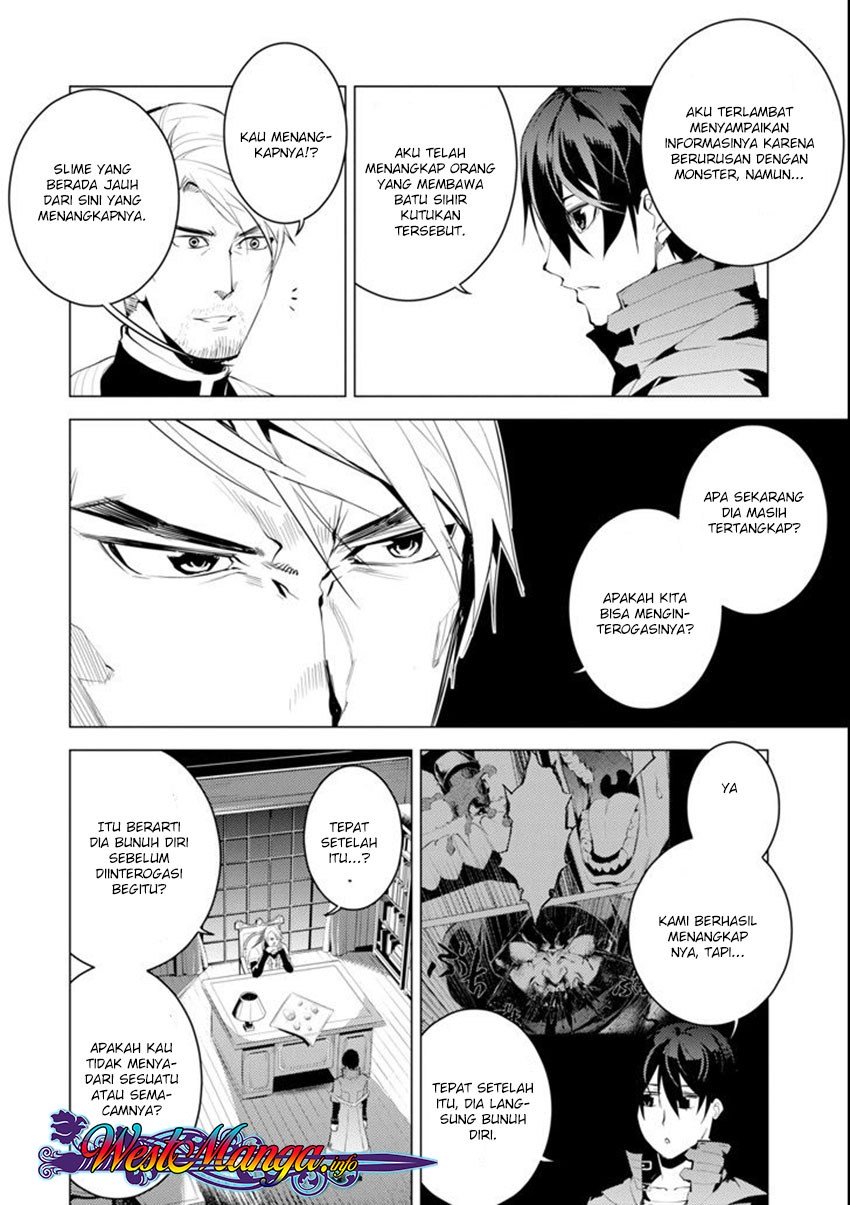 AKU TERLAMBAT
MENYAMPAIKAN
INFORMASINYA KARENA
BERURUSAN DENGAN
MONSTER, NAMUN...
AKU TELAH
MENANGKAP ORANG
YANG MEMBAWA
BATU SIHIR
KUTUKAN
TERSEBUT.
KAU MENANG-
KAPNYA!?
SLIME YANG
BERADA JAUH
DARI SINI YANG
MENANGKAPNYA.
APA SEKARANG
DIA MASIH
TERTANGKAP?
APAKAH KITA
BISA MENGIN-
TEROGASINYA?
YA
KAMI BERHASIL
MENANGKAP
NYA, TAPI...
TEPAT SETELAH
ITU, DIA LANG-
SUNG BUNUH
DIRI.
TEPAT
SETELAH
ITU...?
ITU BERARTI
DIA BUNUH DIRI
SEBELUM
DIINTEROGASI
BEGITU?
APAKAH KAU
TIDAK MENYA-
DARI SESUATU
ATAU SEMA-
CAMNYA?
WestManga.info